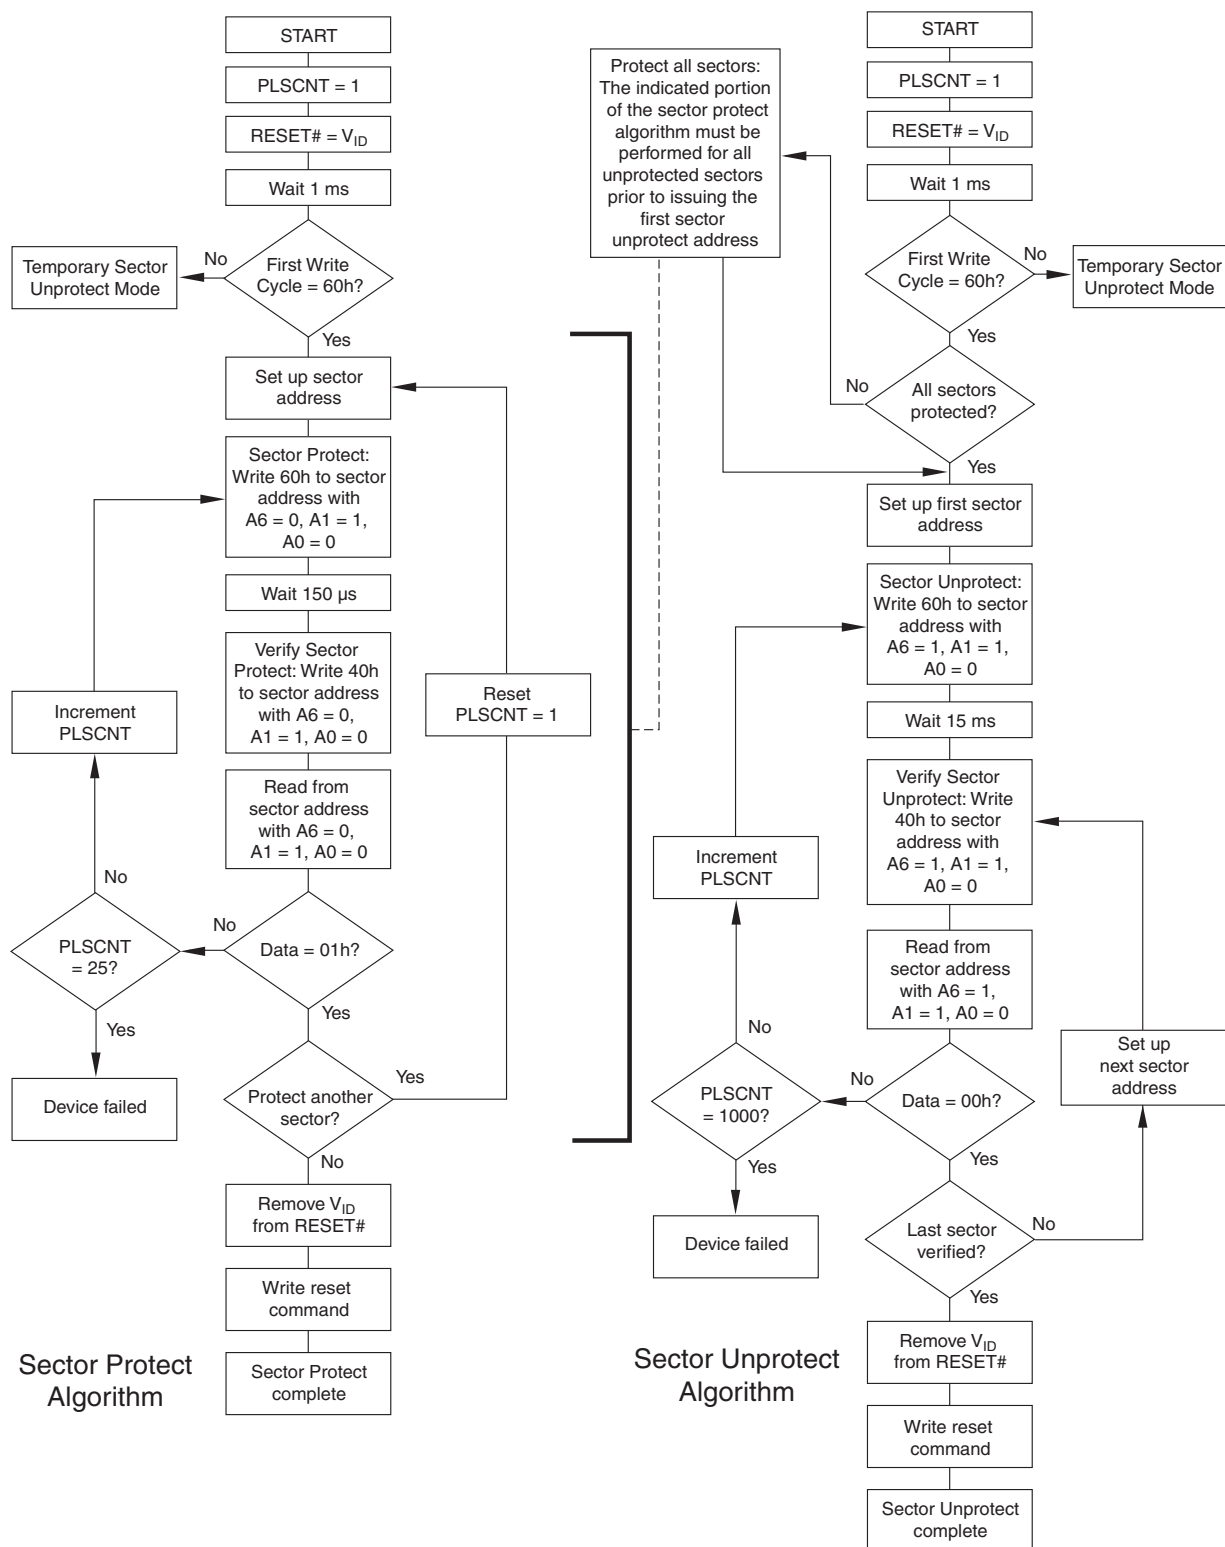 START
PLSCNT = 1
RESET# = VID
Wait 1 ms
First Write
Cycle = 60h?
No
Temporary Sector
Unprotect Mode
Yes
Set up sector
address
Sector Protect:
Write 60h to sector
address with
A6 = 0, A1 = 1,
A0 = 0
Wait 150 µs
Verify Sector
Protect: Write 40h
to sector address
with A6 = 0,
A1 = 1, A0 = 0
Increment
PLSCNT
Reset
PLSCNT = 1
Read from
sector address
with A6 = 0,
A1 = 1, A0 = 0
No
No
PLSCNT
= 25?
Data = 01h?
Yes
Yes
Device failed
Protect another
sector?
Yes
No
Remove VID
from RESET#
Write reset
command
Sector Protect
complete
Sector Protect
Algorithm
Protect all sectors:
The indicated portion
of the sector protect
algorithm must be
performed for all
unprotected sectors
prior to issuing the
first sector
unprotect address
START
PLSCNT = 1
RESET# = VID
Wait 1 ms
First Write
Cycle = 60h?
No
Temporary Sector
Unprotect Mode
Yes
No
All sectors
protected?
Yes
Set up first sector
address
Sector Unprotect:
Write 60h to sector
address with
A6 = 1, A1 = 1,
A0 = 0
Wait 15 ms
Verify Sector
Unprotect: Write
40h to sector
address with
A6 = 1, A1 = 1,
A0 = 0
Increment
PLSCNT
Read from
sector address
with A6 = 1,
A1 = 1, A0 = 0
No
Set up
next sector
address
No
PLSCNT
= 1000?
Data = 00h?
Yes
Yes
Device failed
Last sector
verified?
No
Yes
Remove VID
from RESET#
Write reset
command
Sector Unprotect
complete
Sector Unprotect
Algorithm